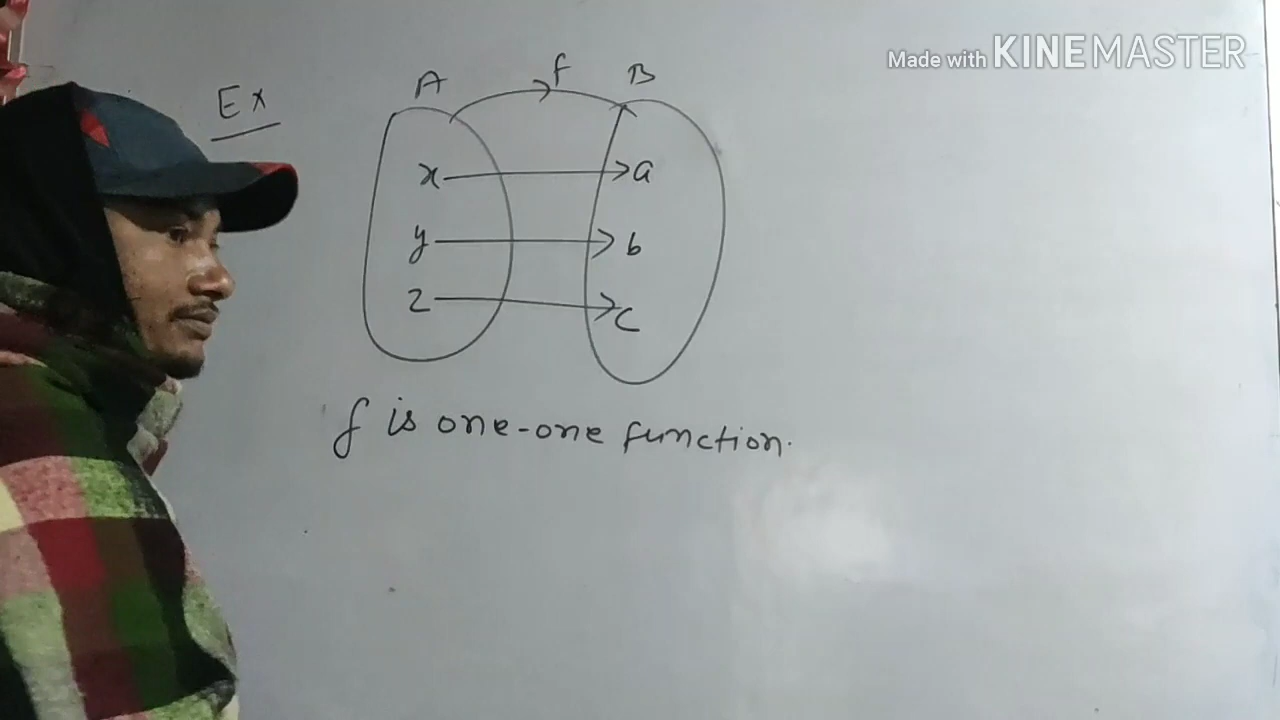 Made with KINEMASTER
Ex
A f B
x a
y b
z c
f is one-one function.